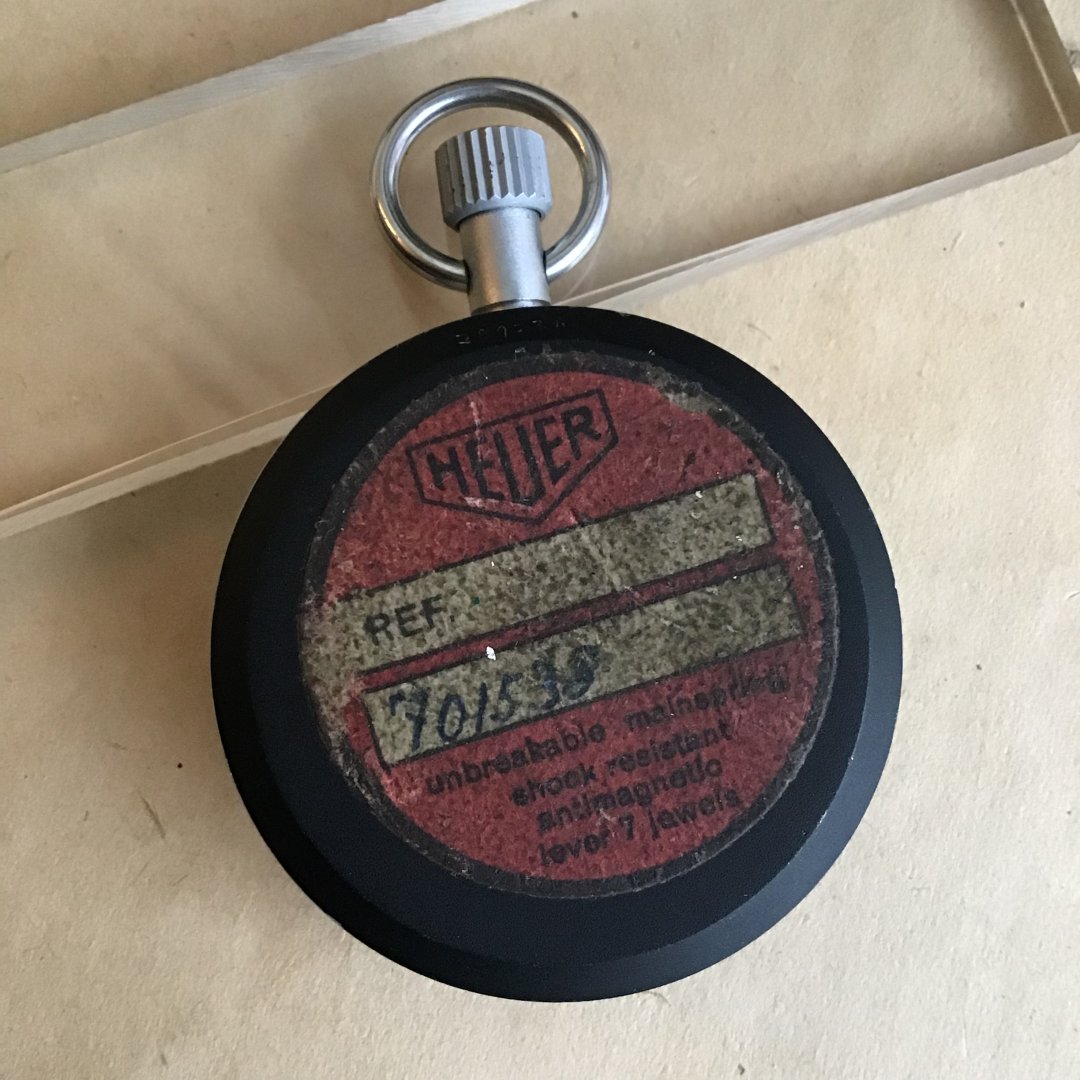 HEUER
REF.
701538
unbreakable mainspring
shock resistant
antimagnetic
lever 7 jewels